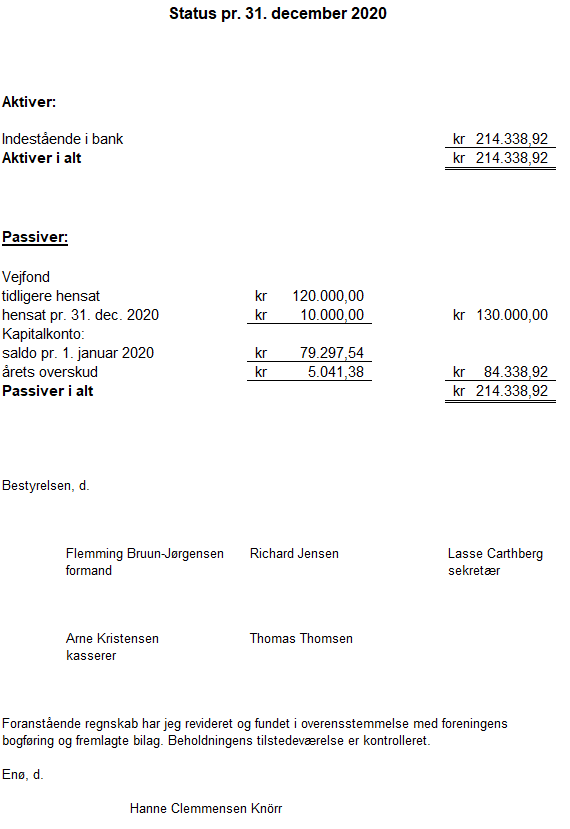 Status pr. 31. december 2020
Aktiver:
Indestående i bank kr 214.338,92
Aktiver i alt kr 214.338,92
Passiver:
Vejfond
tidligere hensat kr 120.000,00
hensat pr. 31. dec. 2020 kr 10.000,00 kr 130.000,00
Kapitalkonto:
saldo pr. 1. januar 2020 kr 79.297,54
årets overskud kr 5.041,38 kr 84.338,92
Passiver i alt kr 214.338,92
Bestyrelsen, d.
Flemming Bruun-Jørgensen Richard Jensen Lasse Carthberg
formand sekretær
Arne Kristensen Thomas Thomsen
kasserer
Foranstående regnskab har jeg revideret og fundet i overensstemmelse med foreningens
bogføring og fremlagte bilag. Beholdningens tilstedeværelse er kontrolleret.
Enø, d.
Hanne Clemmensen Knörr